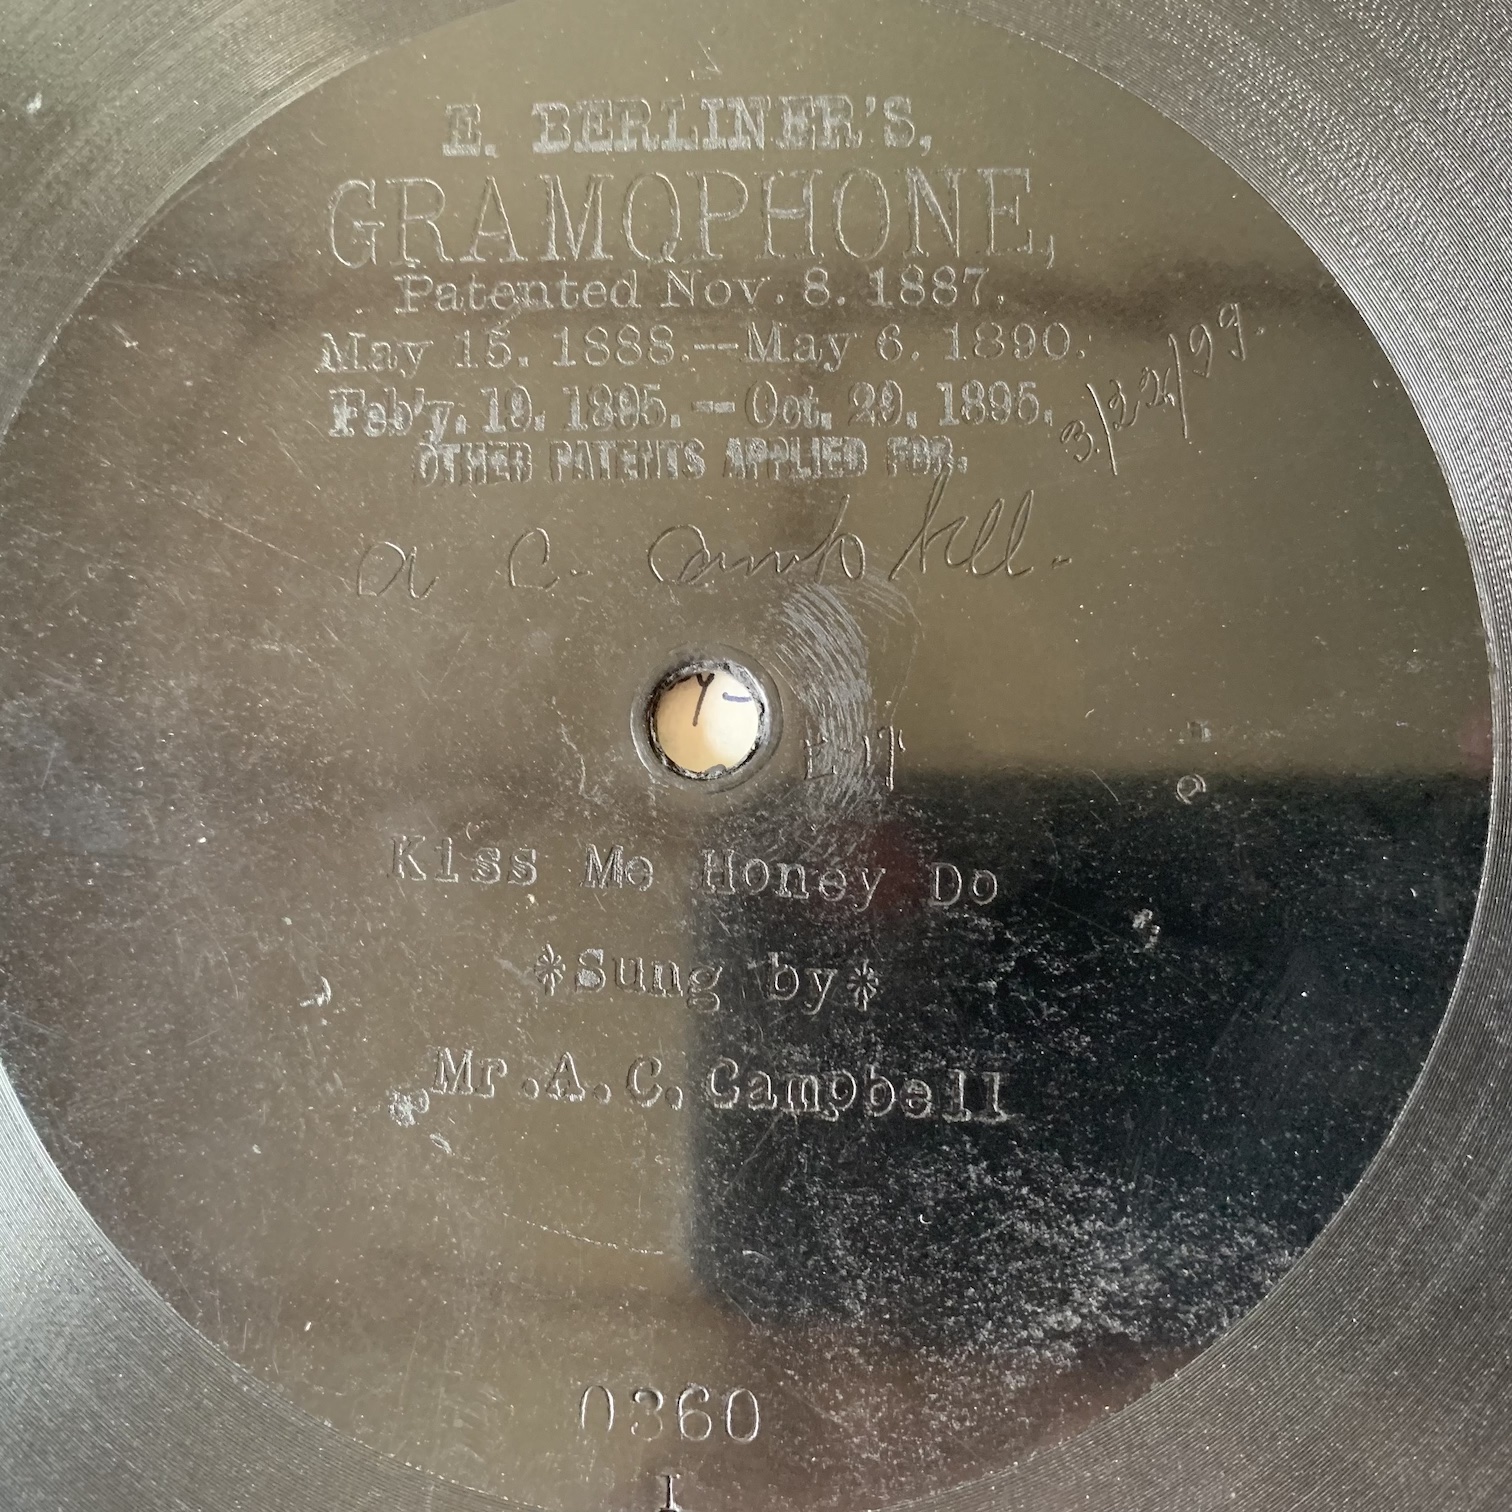 E. BERLINER'S,
GRAMOPHONE,
Patented Nov. 8. 1887.
May 15. 1888.—May 6. 1890.
Feb'y. 19. 1895. — Oct. 29. 1895.
OTHER PATENTS APPLIED FOR.
3/22/99.
A C. Campbell.
Kiss Me Honey Do
*Sung by*
Mr.A.C.Campbell
0360
I